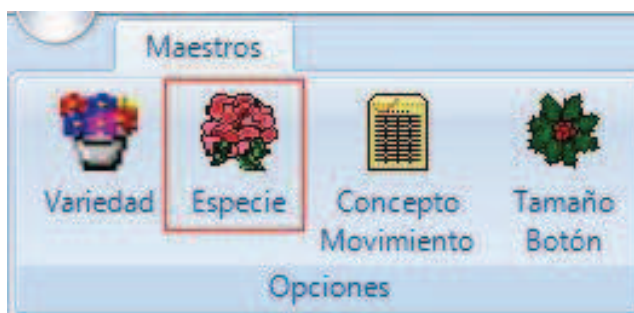 Maestros
Variedad
Especie
Concepto
Movimiento
Tamaño
Botón
Opciones